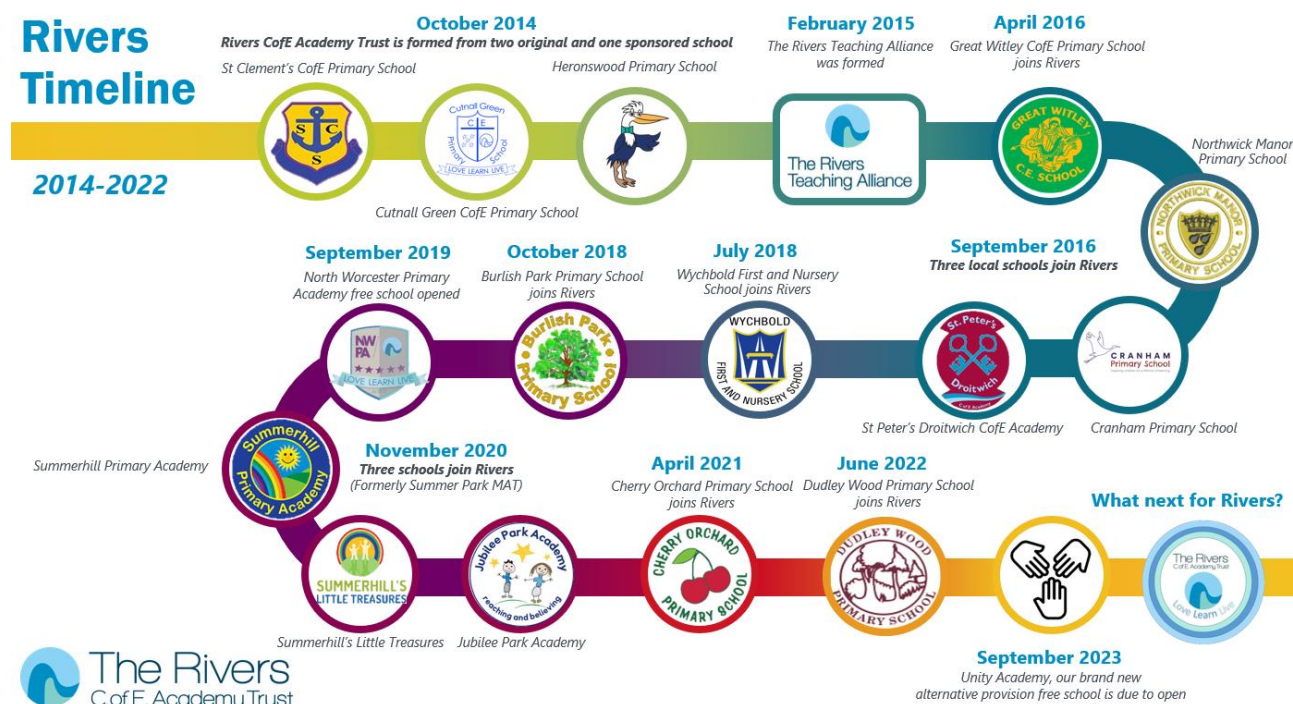 Rivers
Timeline
2014-2022
October 2014
Rivers CofE Academy Trust is formed from two original and one sponsored school
St Clement's CofE Primary School
S C
S
Cutnall Green
C E
Primary School
LOVE LEARN LIVE
Cutnall Green CofE Primary School
Heronswood Primary School
February 2015
The Rivers Teaching Alliance
was formed
The Rivers
Teaching Alliance
April 2016
Great Witley CofE Primary School
joins Rivers
GREAT WITLEY
C.E. SCHOOL
Northwick Manor
Primary School
NORTHWICK MANOR
PRIMARY SCHOOL
September 2016
Three local schools join Rivers
CRANHAM
Primary School
Cranham Primary School
St. Peter's
Droitwich
CofE Academy
St Peter's Droitwich CofE Academy
July 2018
Wychbold First and Nursery
School joins Rivers
WYCHBOLD
FIRST AND NURSERY SCHOOL
October 2018
Burlish Park Primary School
joins Rivers
Burlish Park
Primary School
September 2019
North Worcester Primary
Academy free school opened
NW
PA
LOVE LEARN LIVE
Summerhill Primary Academy
Summerhill
Primary Academy
November 2020
Three schools join Rivers
(Formerly Summer Park MAT)
SUMMERHILL'S
LITTLE TREASURES
Summerhill's Little Treasures
Jubilee Park Academy
reaching and believing
Jubilee Park Academy
April 2021
Cherry Orchard Primary School
joins Rivers
CHERRY ORCHARD
PRIMARY SCHOOL
June 2022
Dudley Wood Primary School
joins Rivers
DUDLEY WOOD
PRIMARY SCHOOL
September 2023
Unity Academy, our brand new
alternative provision free school is due to open
What next for Rivers?
The Rivers
C of E Academy Trust
Love Learn Live
The Rivers
C of E Academy Trust